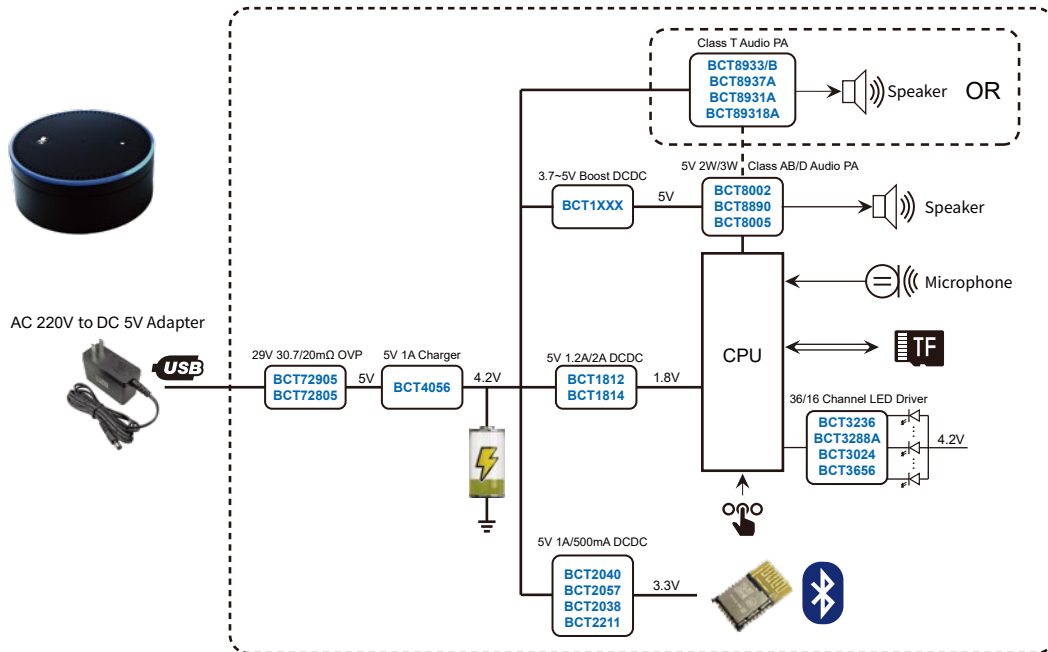 Class T Audio PA
BCT8933/B
BCT8937A
BCT8931A
BCT89318A
Speaker
OR
5V 2W/3W Class AB/D Audio PA
3.7~5V Boost DCDC
BCT1XXX
5V
BCT8002
BCT8890
BCT8005
Speaker
Microphone
AC 220V to DC 5V Adapter
USB
29V 30.7/20mΩ OVP
BCT72905
BCT72805
5V
5V 1A Charger
BCT4056
4.2V
5V 1.2A/2A DCDC
BCT1812
BCT1814
1.8V
CPU
TF
36/16 Channel LED Driver
BCT3236
BCT3288A
BCT3024
BCT3656
4.2V
5V 1A/500mA DCDC
BCT2040
BCT2057
BCT2038
BCT2211
3.3V